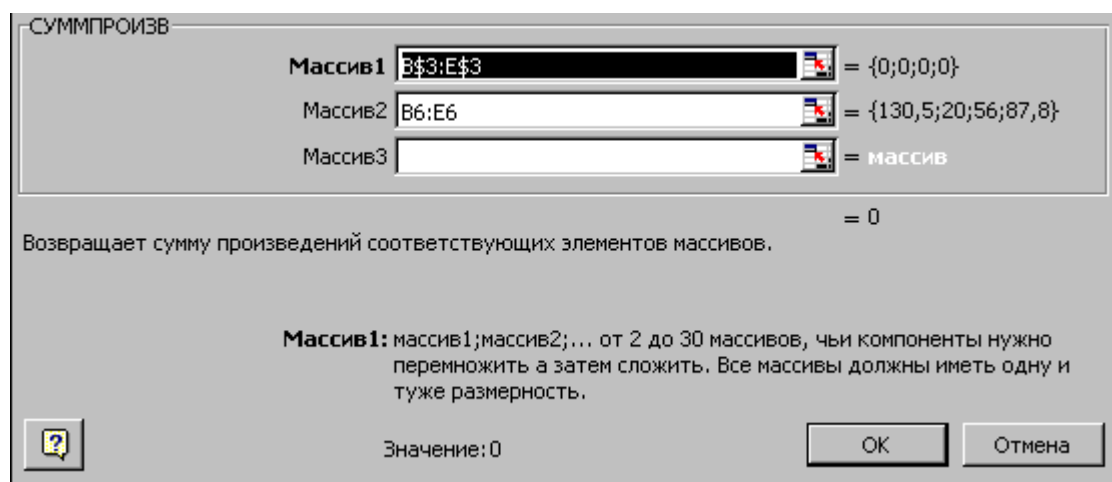 СУММПРОИЗВ
Массив1 B$3:E$3 = {0;0;0;0}
Массив2 B6:E6 = {130,5;20;56;87,8}
Массив3 = массив
= 0
Возвращает сумму произведений соответствующих элементов массивов.
Массив1: массив1;массив2;... от 2 до 30 массивов, чьи компоненты нужно
перемножить а затем сложить. Все массивы должны иметь одну и
туже размерность.
Значение:0 OK Отмена